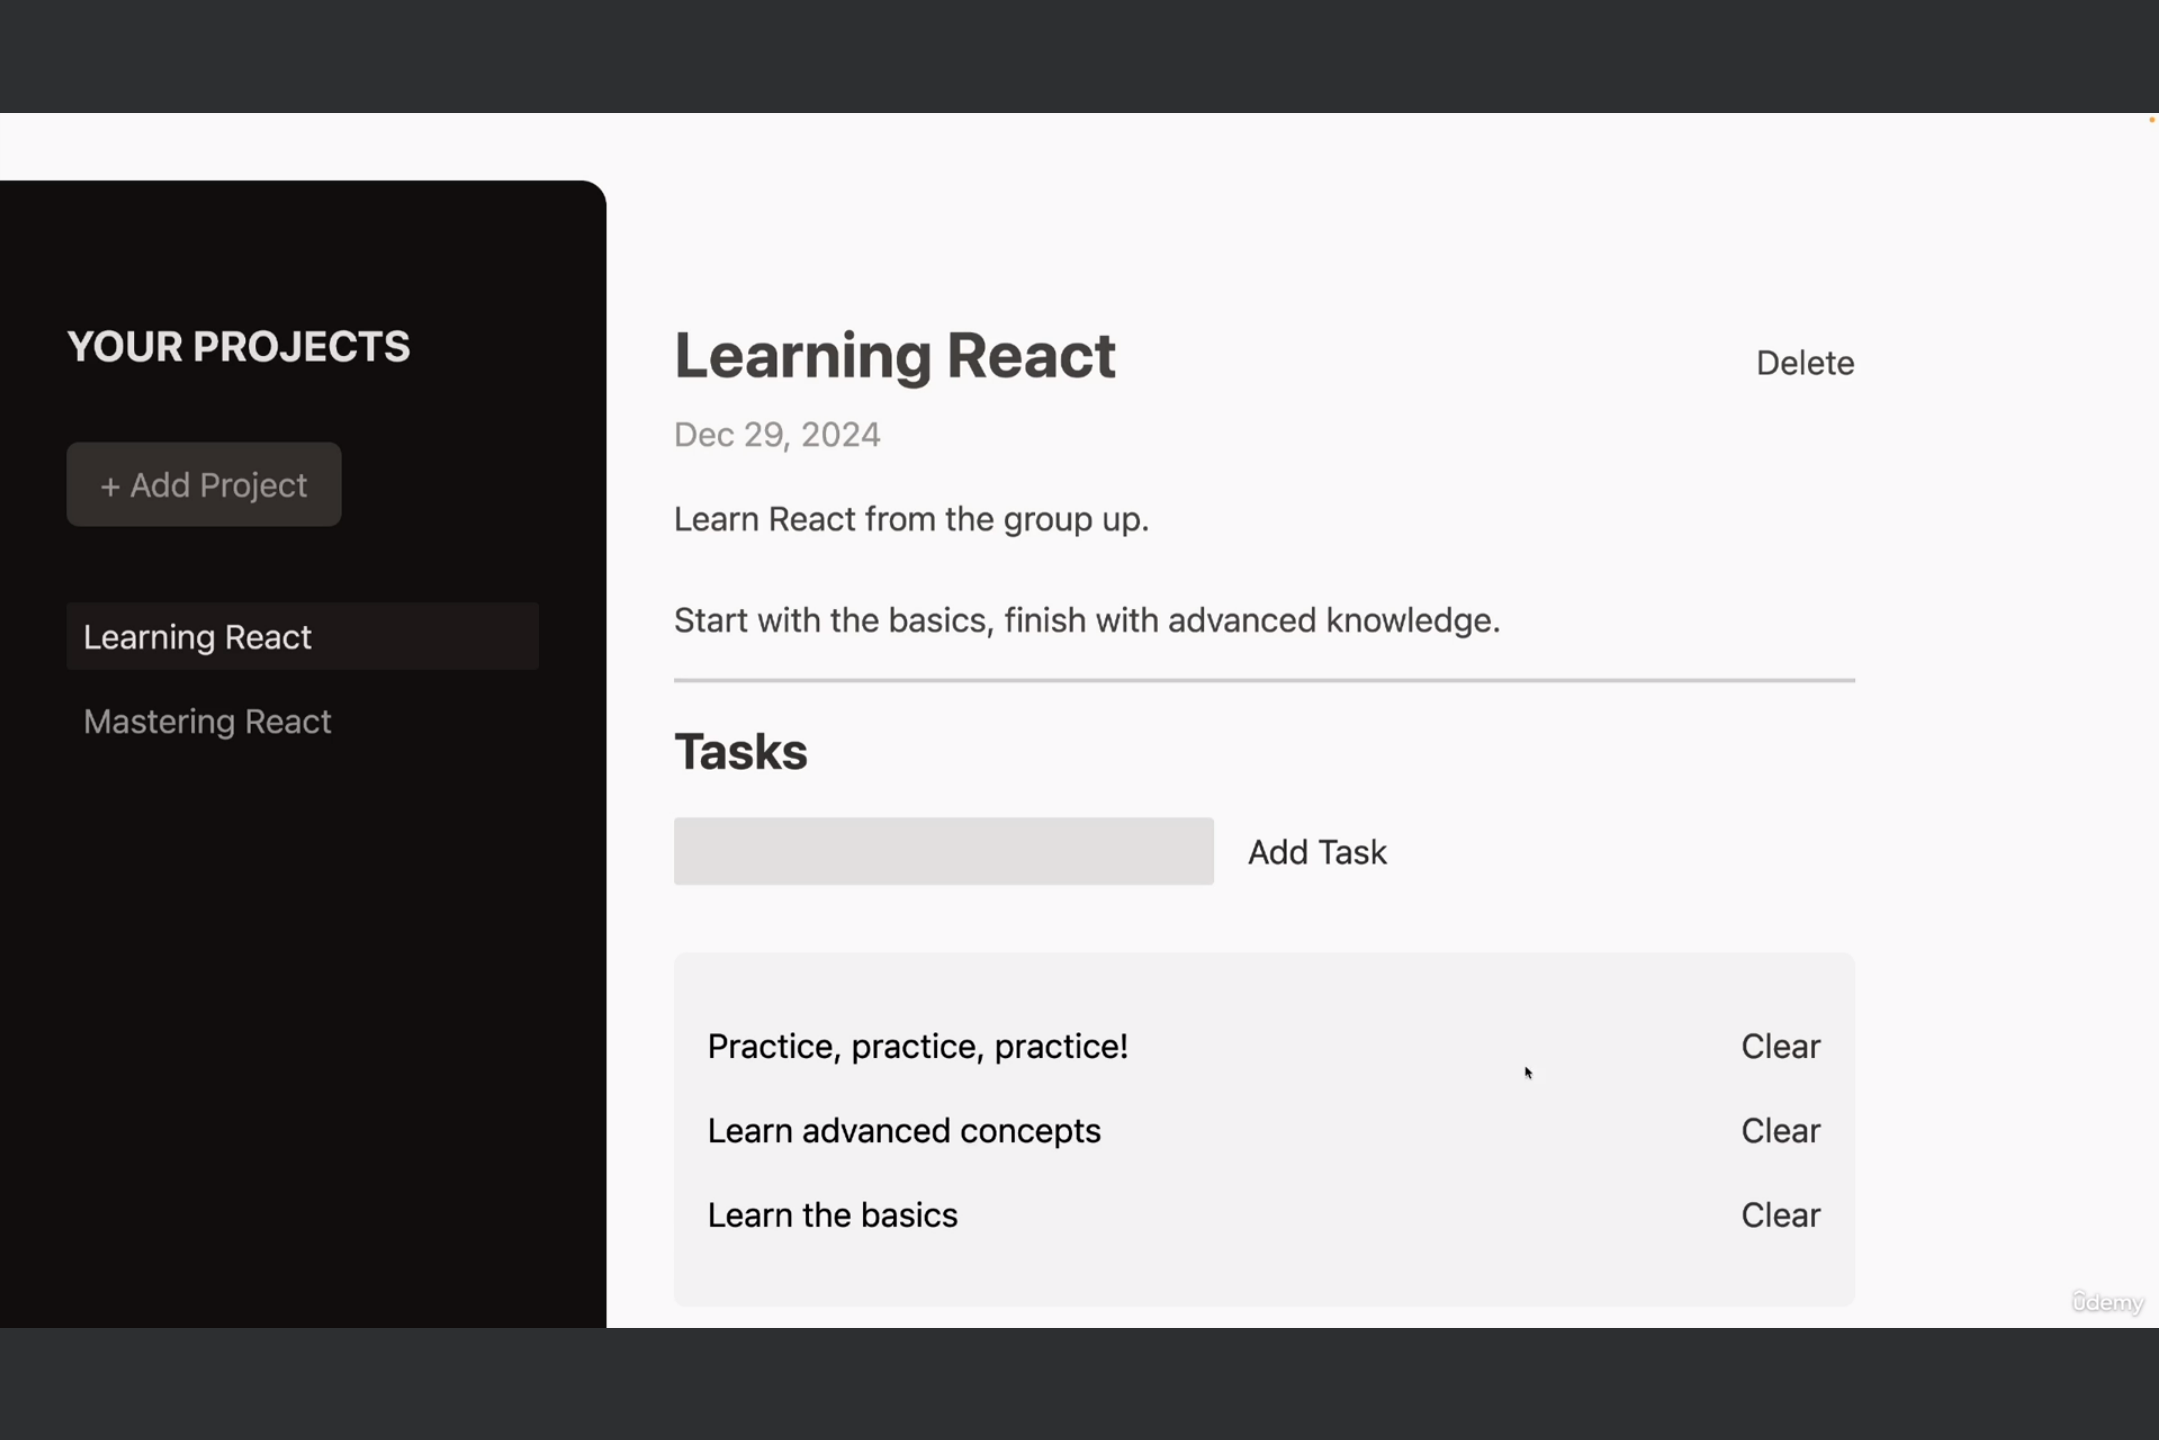 YOUR PROJECTS
+ Add Project
Learning React
Mastering React
Learning React
Delete
Dec 29, 2024
Learn React from the group up.
Start with the basics, finish with advanced knowledge.
Tasks
Add Task
Practice, practice, practice!
Clear
Learn advanced concepts
Clear
Learn the basics
Clear
ûdemy